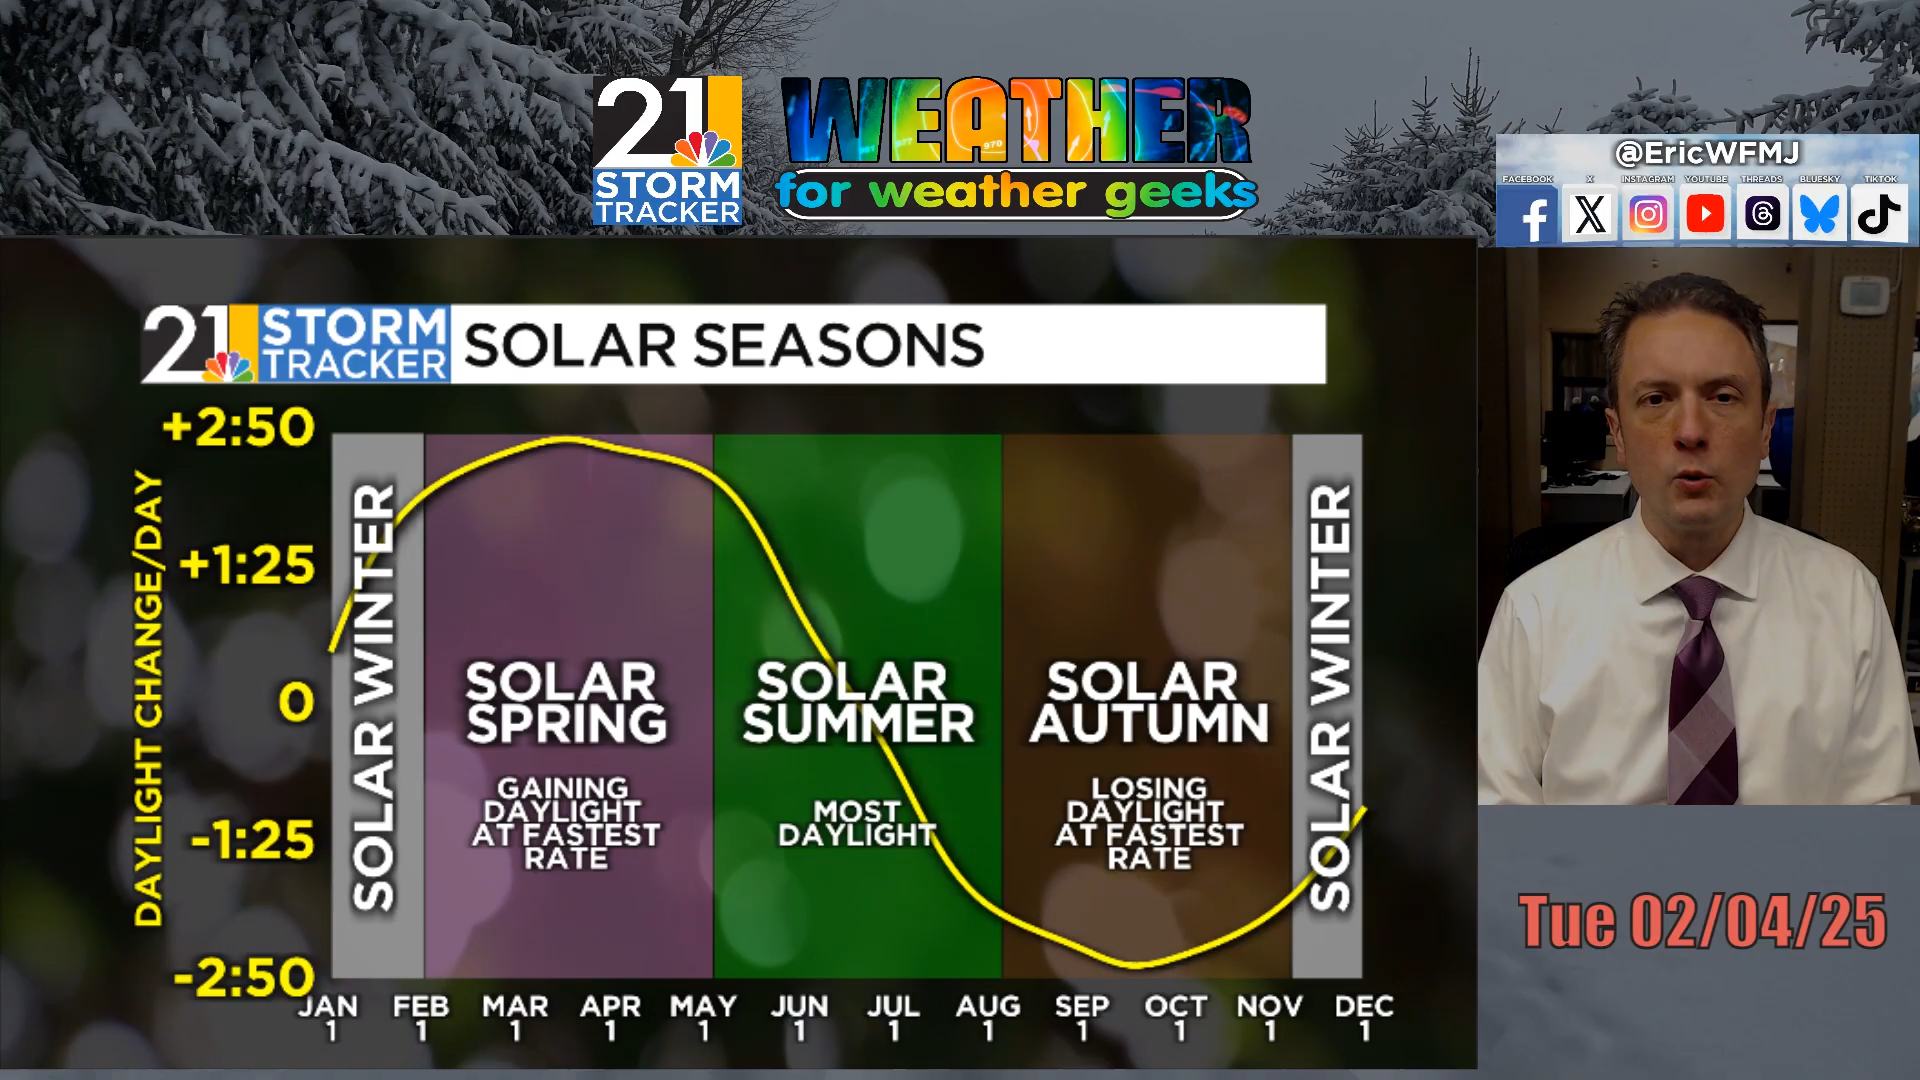 21
STORM
TRACKER
WEATHER
970
for weather geeks
@EricWFMJ
FACEBOOK X INSTAGRAM YOUTUBE THREADS BLUESKY TIKTOK
21 STORM
TRACKER
SOLAR SEASONS
DAYLIGHT CHANGE/DAY
+2:50
+1:25
0
-1:25
-2:50
SOLAR WINTER
SOLAR
SPRING
GAINING
DAYLIGHT
AT FASTEST
RATE
SOLAR
SUMMER
MOST
DAYLIGHT
SOLAR
AUTUMN
LOSING
DAYLIGHT
AT FASTEST
RATE
SOLAR WINTER
JAN FEB MAR APR MAY JUN JUL AUG SEP OCT NOV DEC
1 1 1 1 1 1 1 1 1 1 1 1
Tue 02/04/25